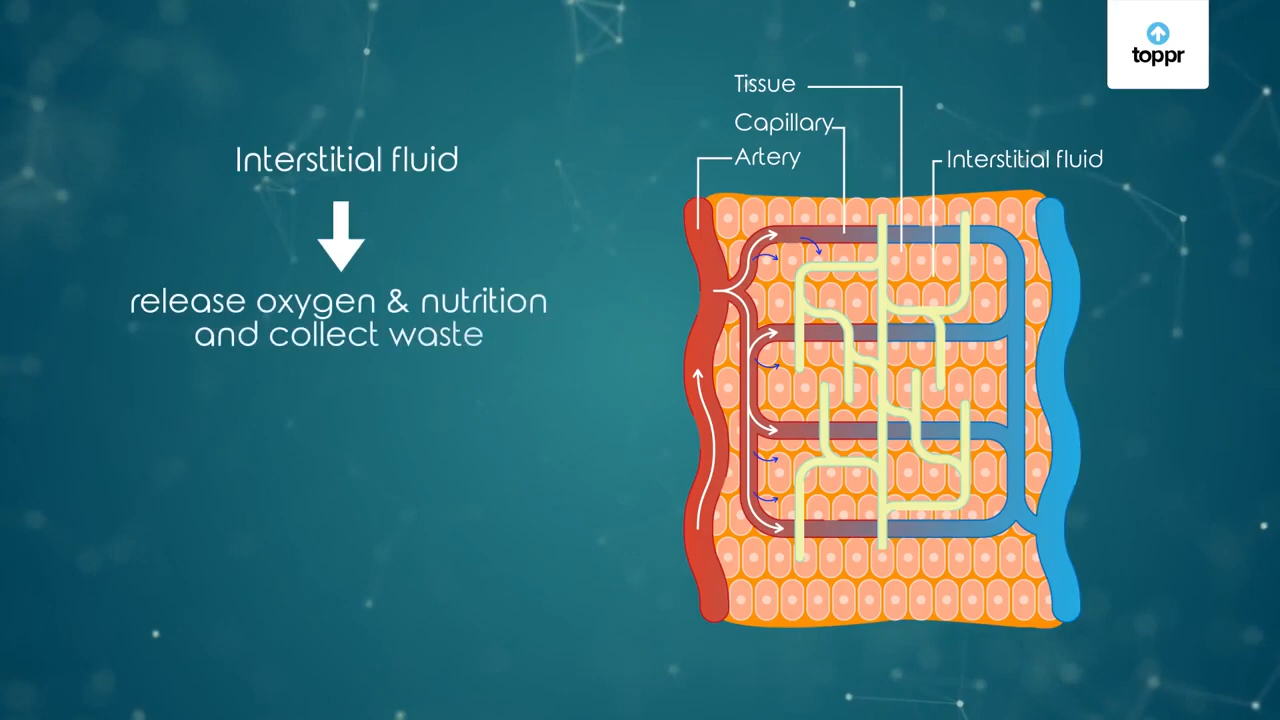 toppr
Interstitial fluid
release oxygen & nutrition
and collect waste
Tissue
Capillary
Artery
Interstitial fluid